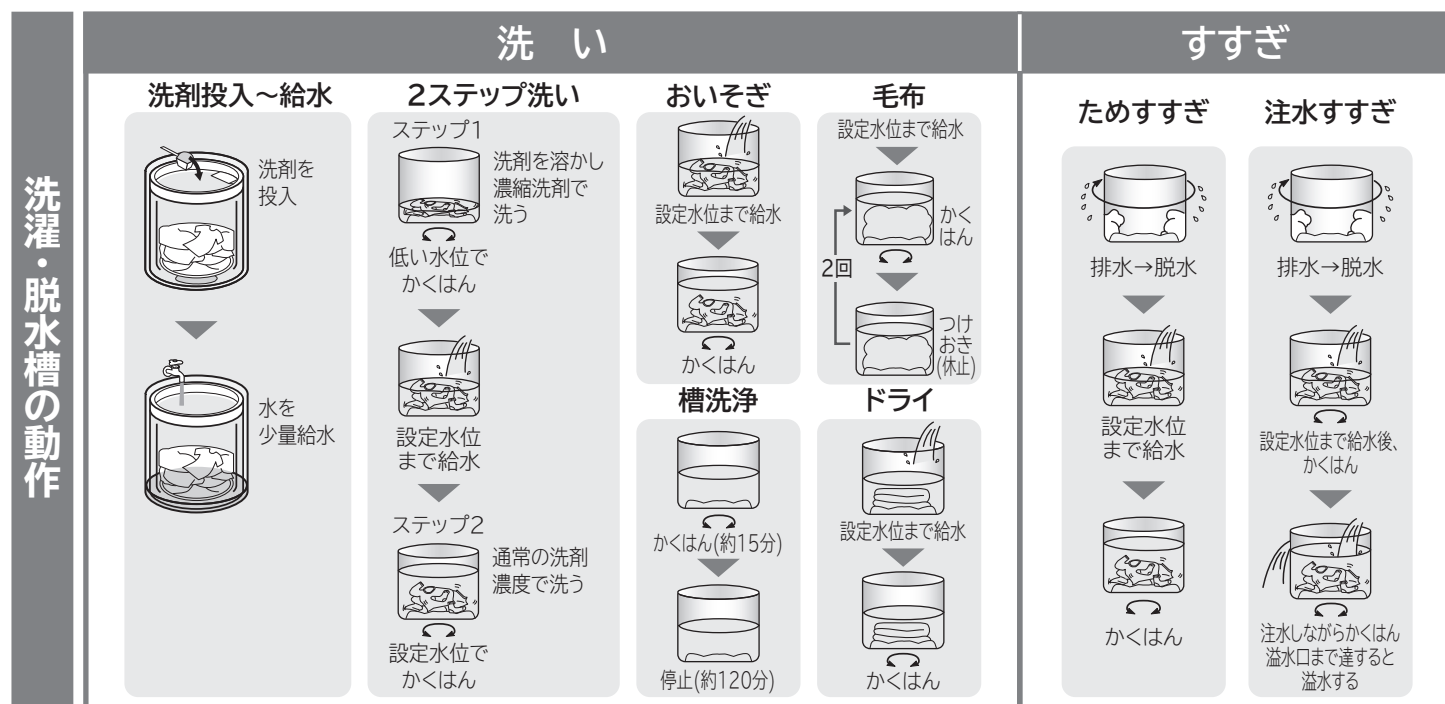 洗濯・脱水槽の動作
洗い
すすぎ
洗剤投入～給水
洗剤を
投入
水を
少量給水
2ステップ洗い
ステップ1
洗剤を溶かし
濃縮洗剤で
洗う
低い水位で
かくはん
設定水位
まで給水
ステップ2
通常の洗剤
濃度で洗う
設定水位で
かくはん
おいそぎ
設定水位まで給水
かくはん
毛布
設定水位まで給水
かく
はん
2回
つけ
おき
(休止)
槽洗浄
かくはん(約15分)
停止(約120分)
ドライ
設定水位まで給水
かくはん
ためすすぎ
排水→脱水
設定水位
まで給水
かくはん
注水すすぎ
排水→脱水
設定水位まで給水後、
かくはん
注水しながらかくはん
溢水口まで達すると
溢水する